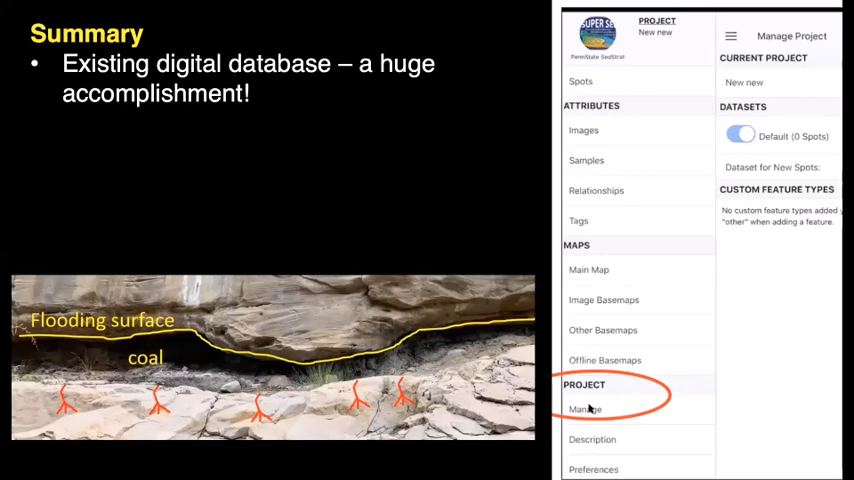 Summary
• Existing digital database – a huge
accomplishment!
Flooding surface
coal
SUPER SE
PROJECT
New new
PennState SedStrat
Spots
ATTRIBUTES
Images
Samples
Relationships
Tags
MAPS
Main Map
Image Basemaps
Other Basemaps
Offline Basemaps
PROJECT
Manage
Description
Preferences
Manage Project
CURRENT PROJECT
New new
DATASETS
Default (0 Spots)
Dataset for New Spots:
CUSTOM FEATURE TYPES
No custom feature types added
"other" when adding a feature.